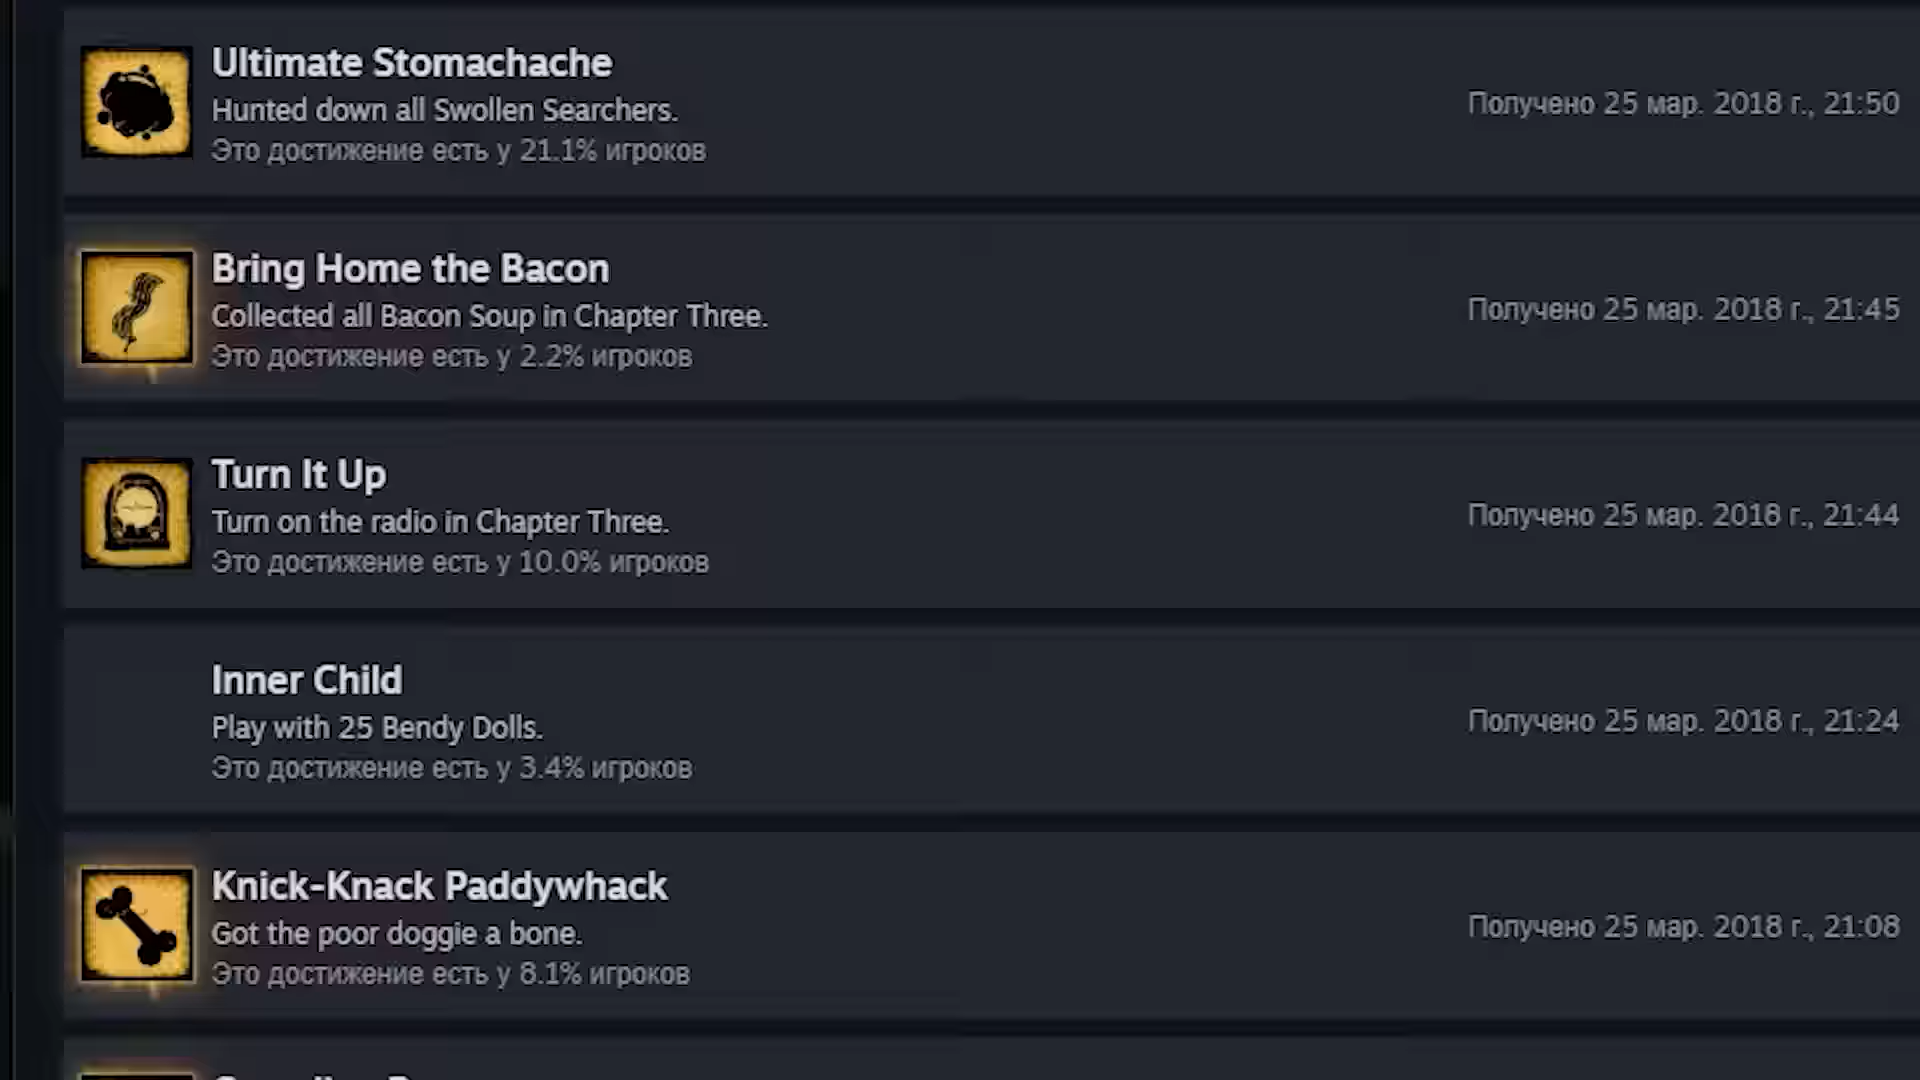 Ultimate Stomachache
Hunted down all Swollen Searchers.
Это достижение есть у 21.1% игроков
Получено 25 мар. 2018 г., 21:50
Bring Home the Bacon
Collected all Bacon Soup in Chapter Three.
Это достижение есть у 2.2% игроков
Получено 25 мар. 2018 г., 21:45
Turn It Up
Turn on the radio in Chapter Three.
Это достижение есть у 10.0% игроков
Получено 25 мар. 2018 г., 21:44
Inner Child
Play with 25 Bendy Dolls.
Это достижение есть у 3.4% игроков
Получено 25 мар. 2018 г., 21:24
Knick-Knack Paddywhack
Got the poor doggie a bone.
Это достижение есть у 8.1% игроков
Получено 25 мар. 2018 г., 21:08